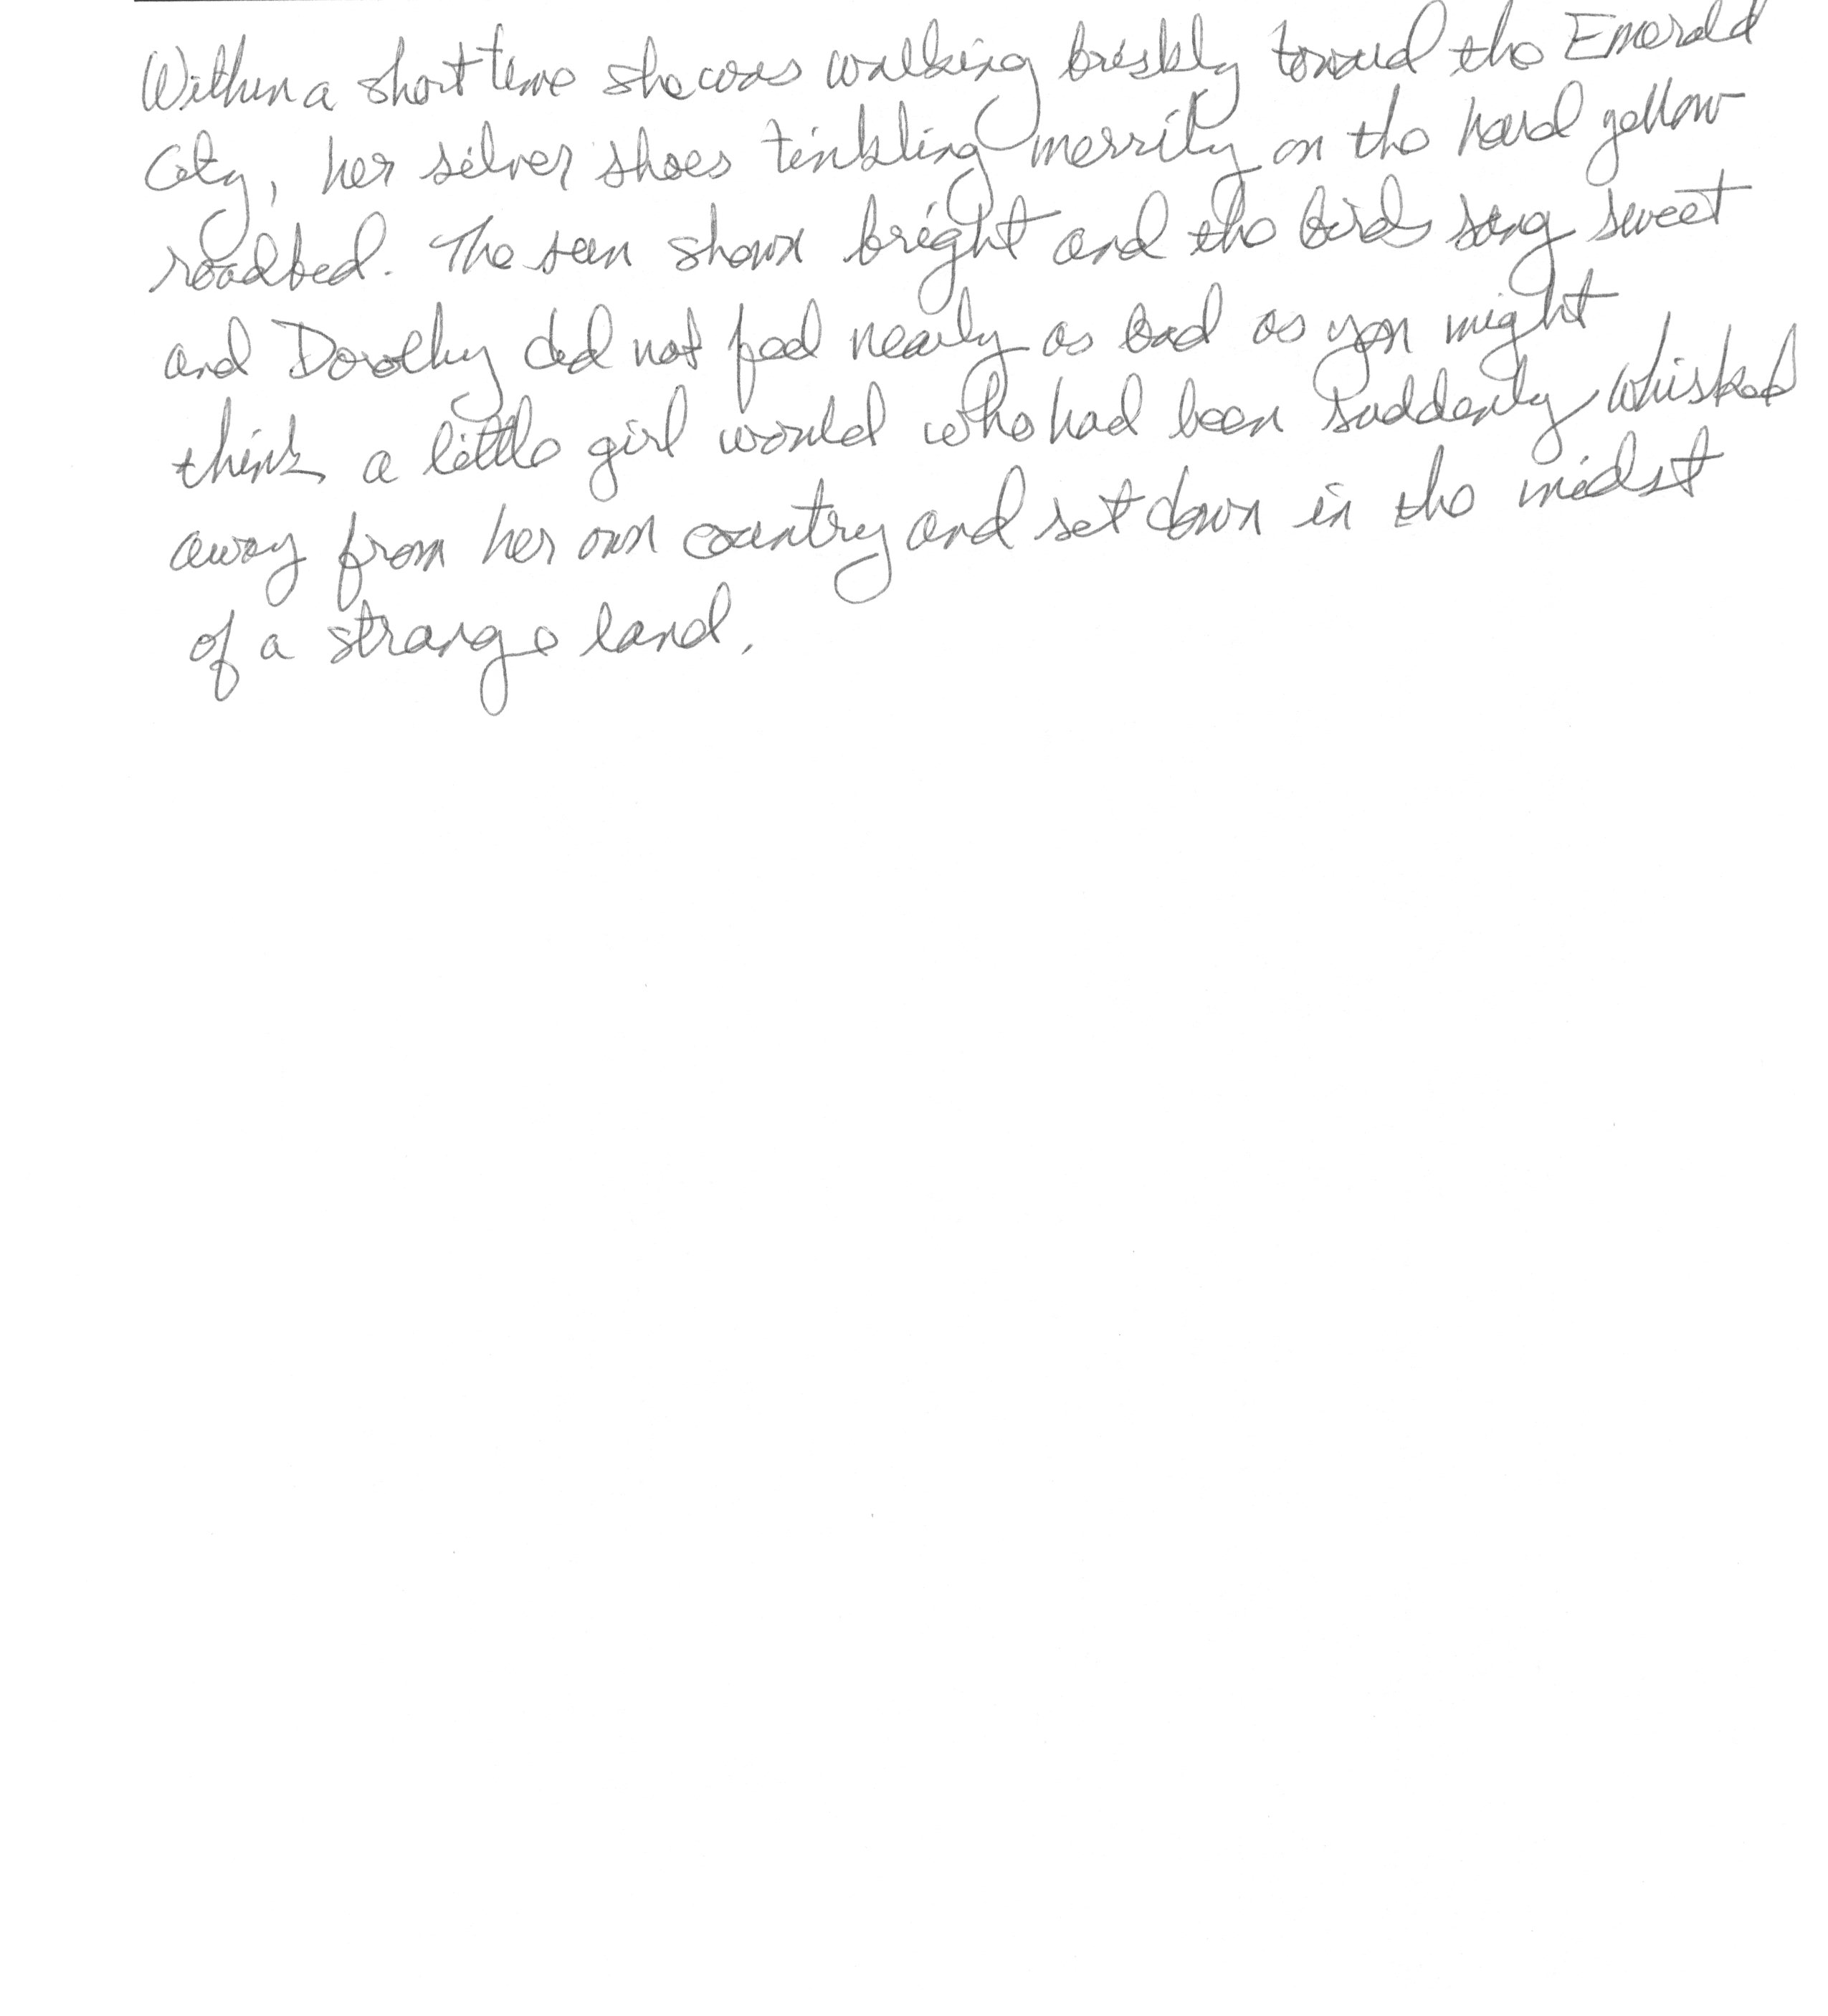 Within a short time she was walking briskly toward the Emerald
City, her silver shoes tinkling merrily on the hard yellow
roadbed. The sun shown bright and the birds sang sweet
and Dorothy did not feel nearly as bad as you might
think a little girl would who had been suddenly whisked
away from her own country and set down in the midst
of a strange land.